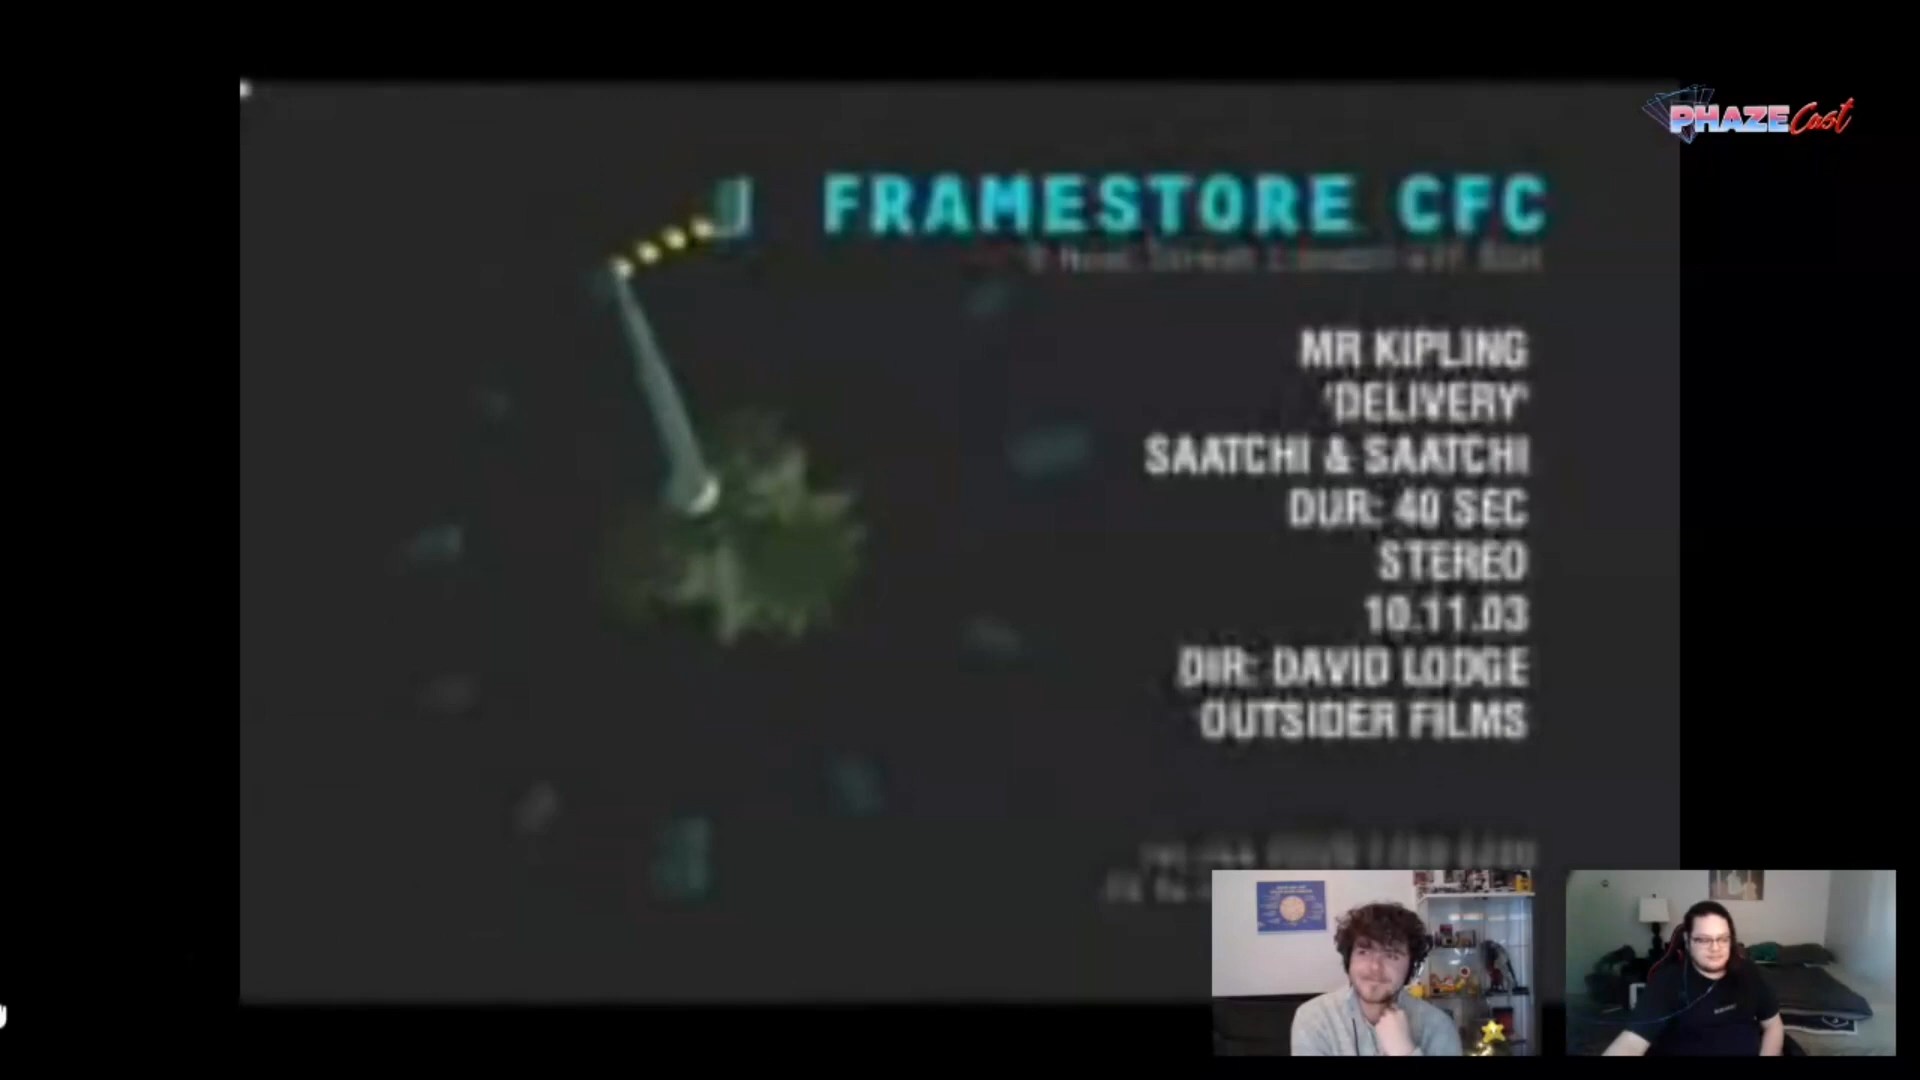 PHAZE Cast
FRAMESTORE CFC
MR KIPLING
'DELIVERY'
SAATCHI & SAATCHI
DUR: 40 SEC
STEREO
10.11.03
DIR: DAVID LODGE
OUTSIDER FILMS